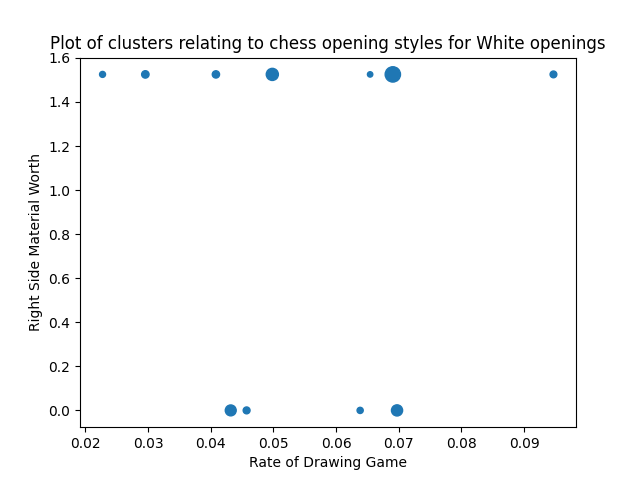 Plot of clusters relating to chess opening styles for White openings
1.6
1.4
1.2
1.0
0.8
0.6
0.4
0.2
0.0
Right Side Material Worth
0.02 0.03 0.04 0.05 0.06 0.07 0.08 0.09
Rate of Drawing Game